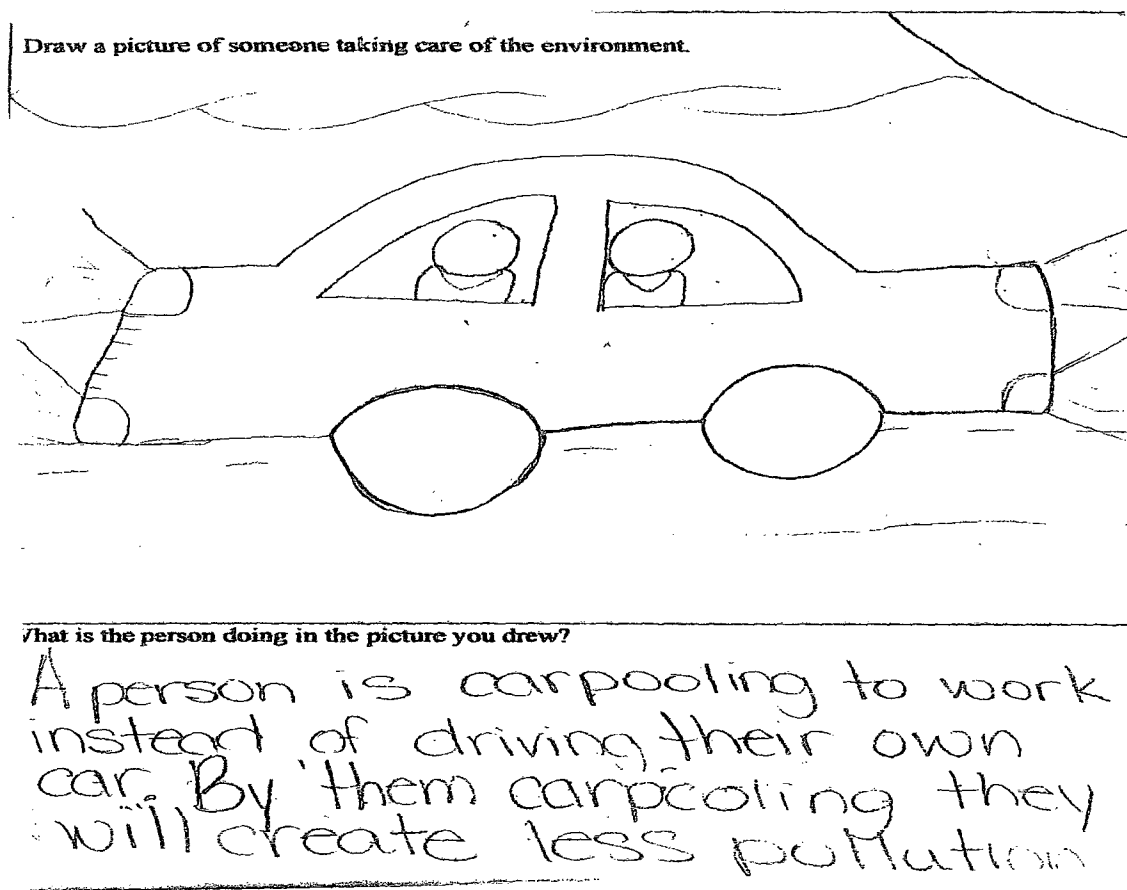 Draw a picture of someone taking care of the environment.
What is the person doing in the picture you drew?
A person is carpooling to work
instead of driving their own
car. By them carpooling they
will create less pollution